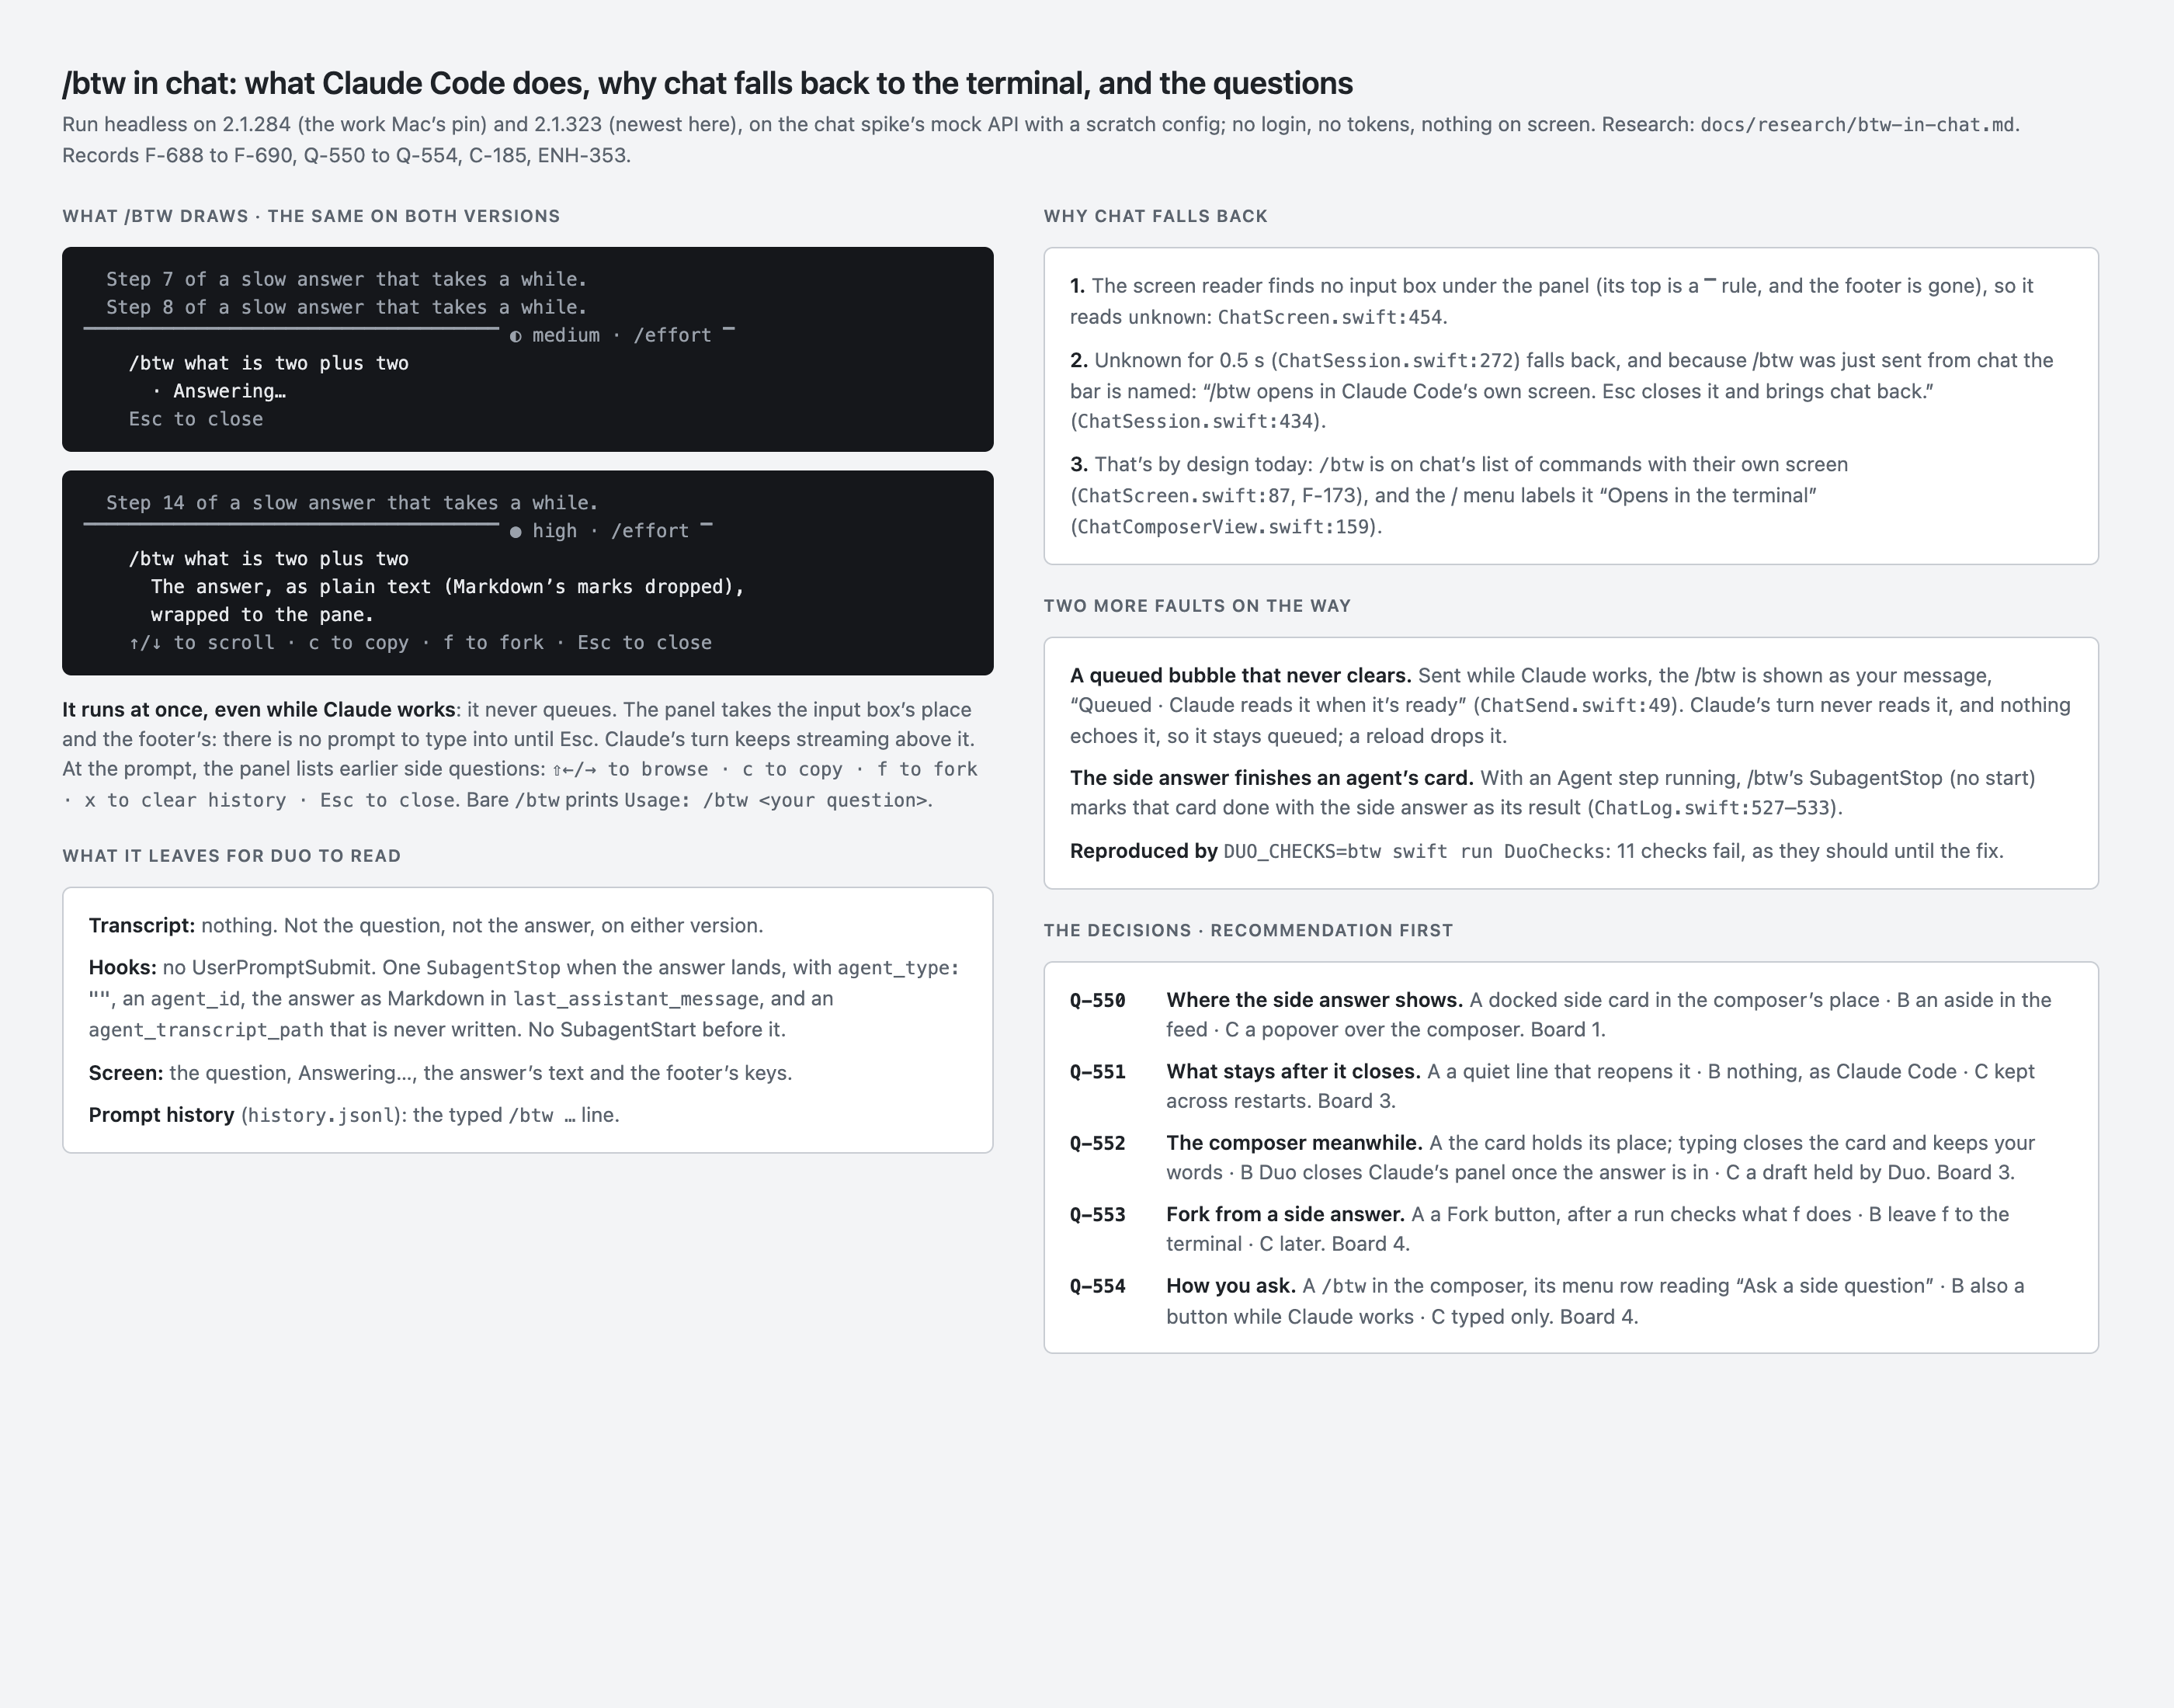 /btw in chat: what Claude Code does, why chat falls back to the terminal, and the questions
Run headless on 2.1.284 (the work Mac’s pin) and 2.1.323 (newest here), on the chat spike’s mock API with a scratch config; no login, no tokens, nothing on screen. Research: docs/research/btw-in-chat.md.
Records F-688 to F-690, Q-550 to Q-554, C-185, ENH-353.
WHAT /BTW DRAWS · THE SAME ON BOTH VERSIONS
Step 7 of a slow answer that takes a while.
Step 8 of a slow answer that takes a while.
◐ medium · /effort ▔
/btw what is two plus two
· Answering…
Esc to close
Step 14 of a slow answer that takes a while.
● high · /effort ▔
/btw what is two plus two
The answer, as plain text (Markdown’s marks dropped),
wrapped to the pane.
↑/↓ to scroll · c to copy · f to fork · Esc to close
It runs at once, even while Claude works: it never queues. The panel takes the input box’s place
and the footer’s: there is no prompt to type into until Esc. Claude’s turn keeps streaming above it.
At the prompt, the panel lists earlier side questions: ⇧←/→ to browse · c to copy · f to fork
· x to clear history · Esc to close. Bare /btw prints Usage: /btw <your question>.
WHAT IT LEAVES FOR DUO TO READ
Transcript: nothing. Not the question, not the answer, on either version.
Hooks: no UserPromptSubmit. One SubagentStop when the answer lands, with agent_type:
"", an agent_id, the answer as Markdown in last_assistant_message, and an
agent_transcript_path that is never written. No SubagentStart before it.
Screen: the question, Answering…, the answer’s text and the footer’s keys.
Prompt history (history.jsonl): the typed /btw … line.
WHY CHAT FALLS BACK
1. The screen reader finds no input box under the panel (its top is a ▔ rule, and the footer is gone), so it
reads unknown: ChatScreen.swift:454.
2. Unknown for 0.5 s (ChatSession.swift:272) falls back, and because /btw was just sent from chat the
bar is named: “/btw opens in Claude Code’s own screen. Esc closes it and brings chat back.”
(ChatSession.swift:434).
3. That’s by design today: /btw is on chat’s list of commands with their own screen
(ChatScreen.swift:87, F-173), and the / menu labels it “Opens in the terminal”
(ChatComposerView.swift:159).
TWO MORE FAULTS ON THE WAY
A queued bubble that never clears. Sent while Claude works, the /btw is shown as your message,
“Queued · Claude reads it when it’s ready” (ChatSend.swift:49). Claude’s turn never reads it, and nothing
echoes it, so it stays queued; a reload drops it.
The side answer finishes an agent’s card. With an Agent step running, /btw’s SubagentStop (no start)
marks that card done with the side answer as its result (ChatLog.swift:527–533).
Reproduced by DUO_CHECKS=btw swift run DuoChecks: 11 checks fail, as they should until the fix.
THE DECISIONS · RECOMMENDATION FIRST
Q–550 Where the side answer shows. A docked side card in the composer’s place · B an aside in the
feed · C a popover over the composer. Board 1.
Q–551 What stays after it closes. A a quiet line that reopens it · B nothing, as Claude Code · C kept
across restarts. Board 3.
Q–552 The composer meanwhile. A the card holds its place; typing closes the card and keeps your
words · B Duo closes Claude’s panel once the answer is in · C a draft held by Duo. Board 3.
Q–553 Fork from a side answer. A a Fork button, after a run checks what f does · B leave f to the
terminal · C later. Board 4.
Q–554 How you ask. A /btw in the composer, its menu row reading “Ask a side question” · B also a
button while Claude works · C typed only. Board 4.